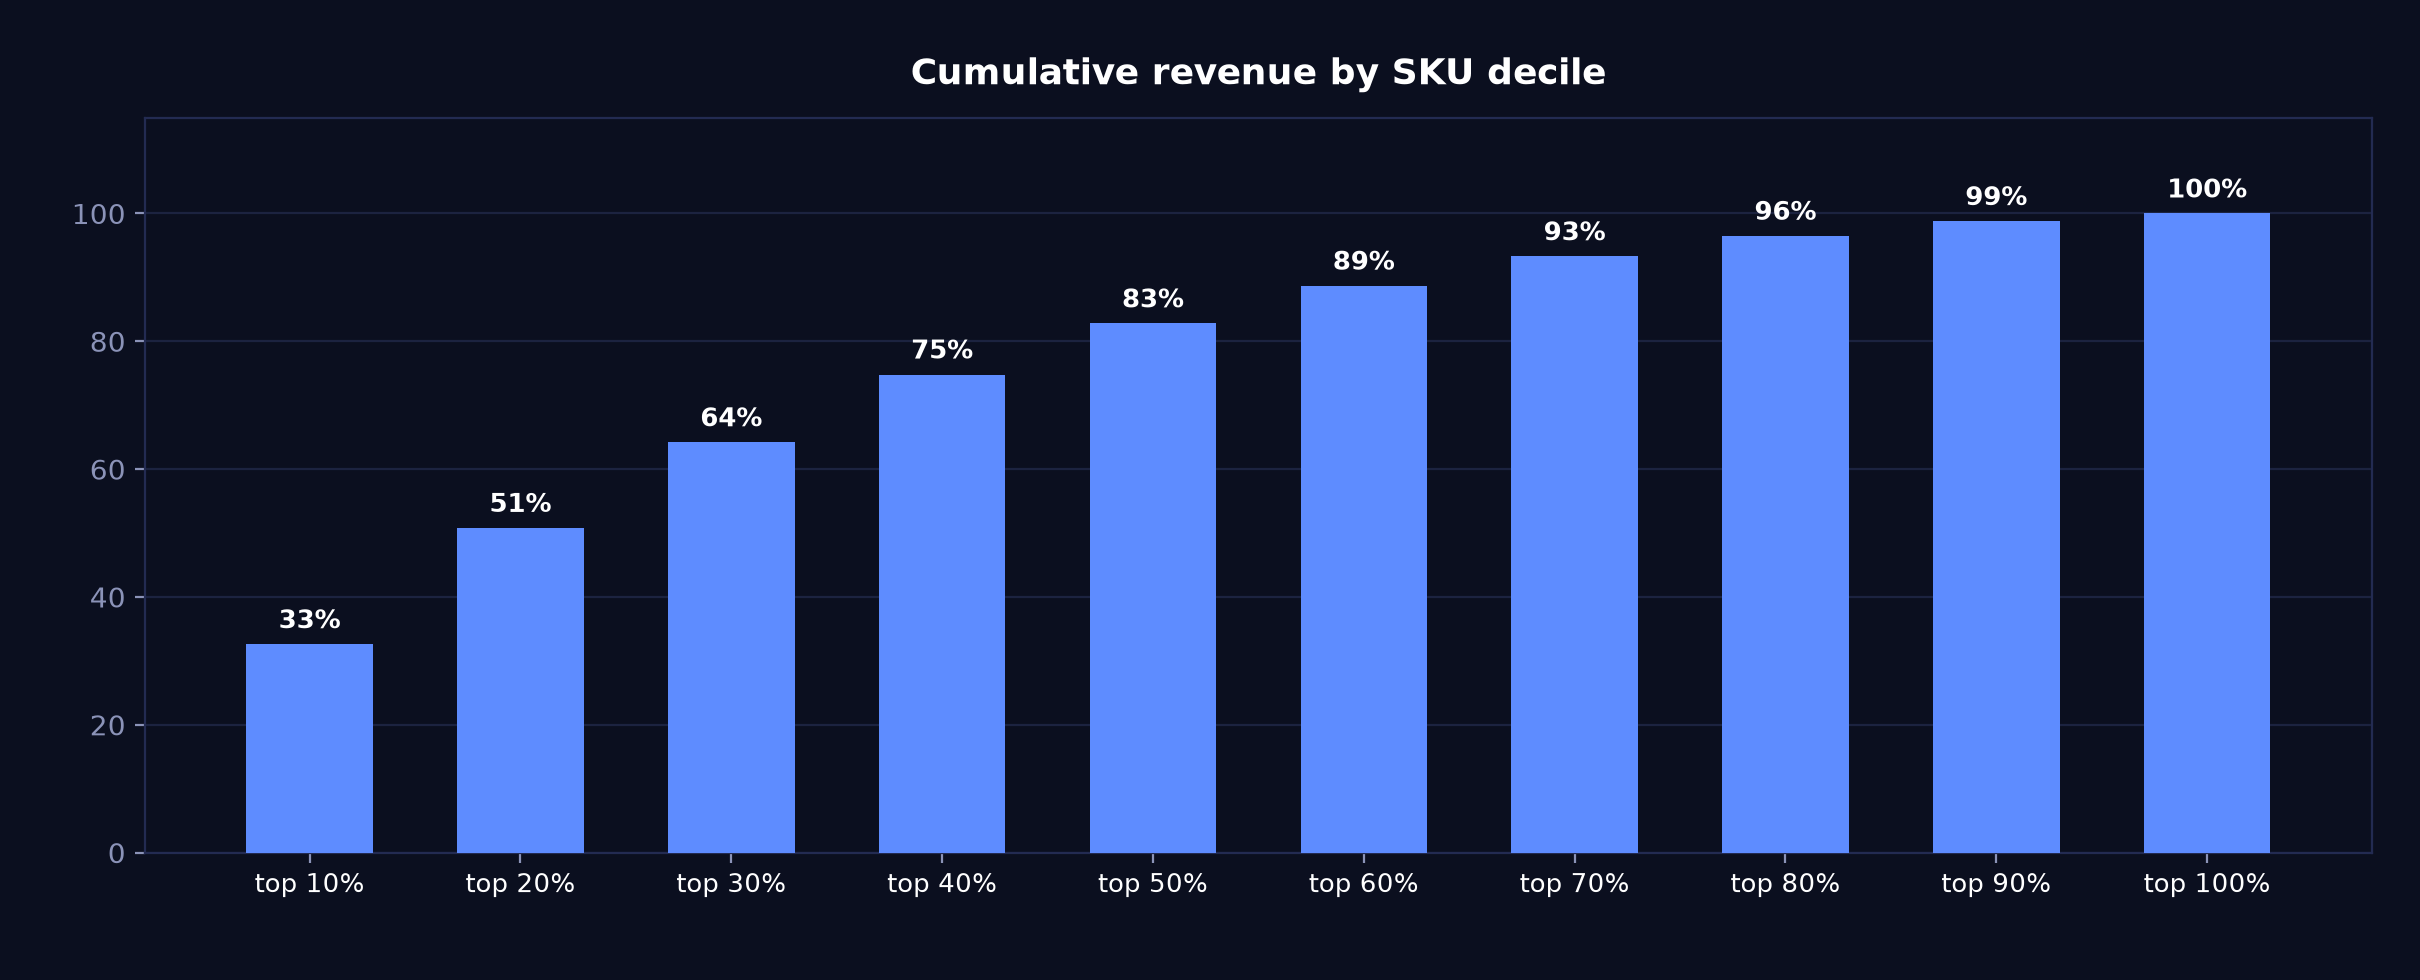 Cumulative revenue by SKU decile
100
80
60
40
20
0
33%
51%
64%
75%
83%
89%
93%
96%
99%
100%
top 10%
top 20%
top 30%
top 40%
top 50%
top 60%
top 70%
top 80%
top 90%
top 100%